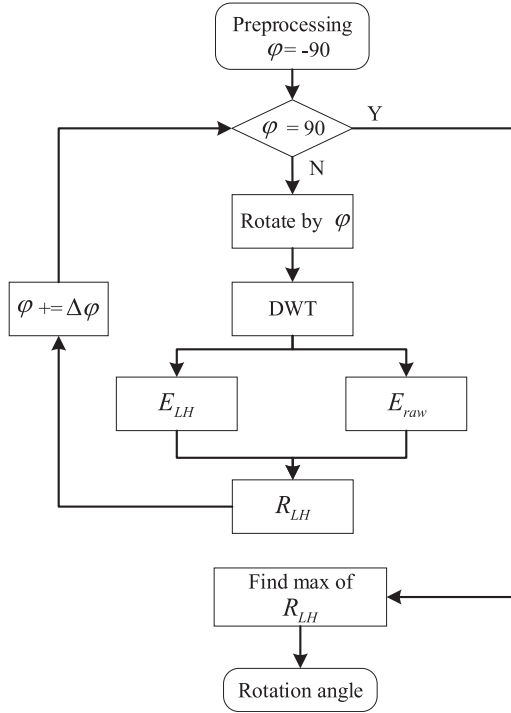 Preprocessing
φ = -90
φ = 90
Y
N
Rotate by φ
φ += Δφ
DWT
E_LH
E_raw
R_LH
Find max of
R_LH
Rotation angle